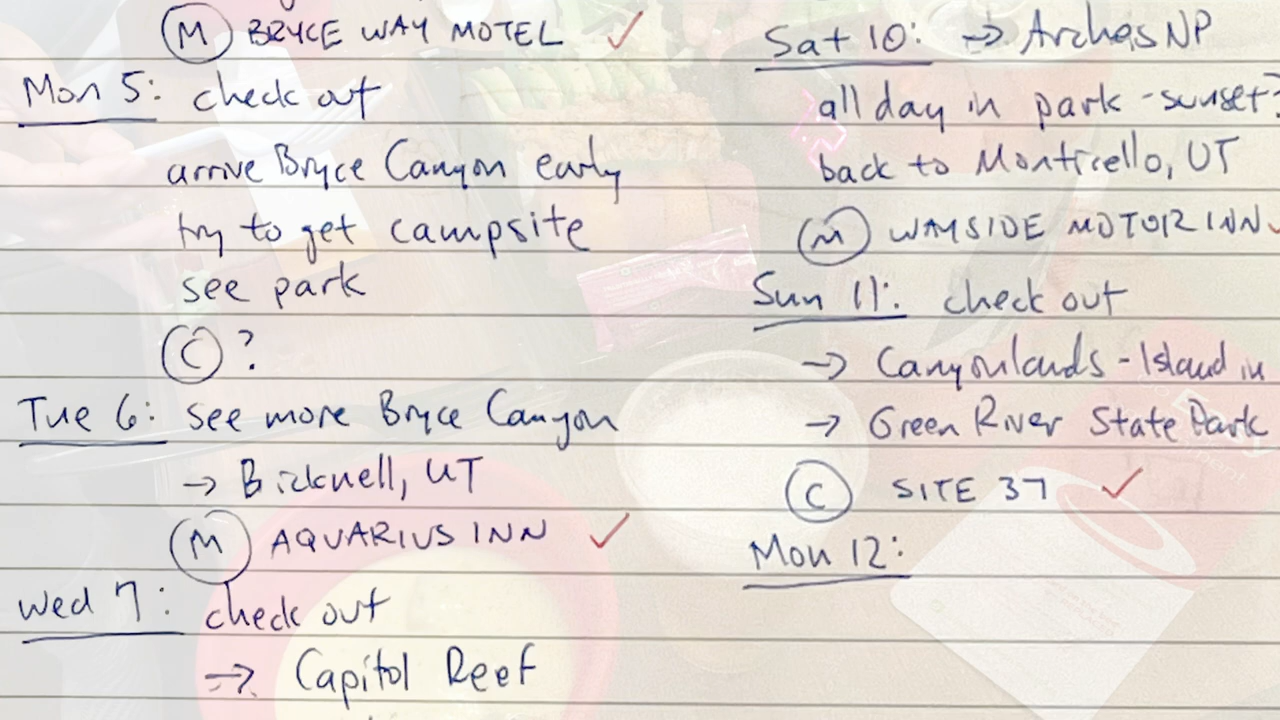 M BRYCE WAY MOTEL ✓
Mon 5: check out
arrive Bryce Canyon early
try to get campsite
see park
C ?
Tue 6: see more Bryce Canyon
→ Bicknell, UT
M AQUARIUS INN ✓
Wed 7: check out
→ Capitol Reef
Sat 10: → Arches NP
all day in park - sunset?
back to Monticello, UT
M WAYSIDE MOTOR INN ✓
Sun 11: check out
→ Canyonlands - Island in
→ Green River State Park
C SITE 37 ✓
Mon 12: